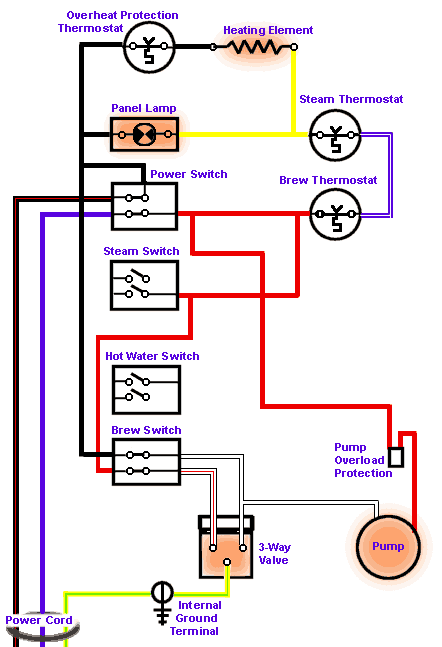 Overheat Protection
Thermostat
Heating Element
Panel Lamp
Steam Thermostat
Power Switch
Brew Thermostat
Steam Switch
Hot Water Switch
Brew Switch
Pump
Overload
Protection
3-Way
Valve
Pump
Internal
Ground
Terminal
Power Cord